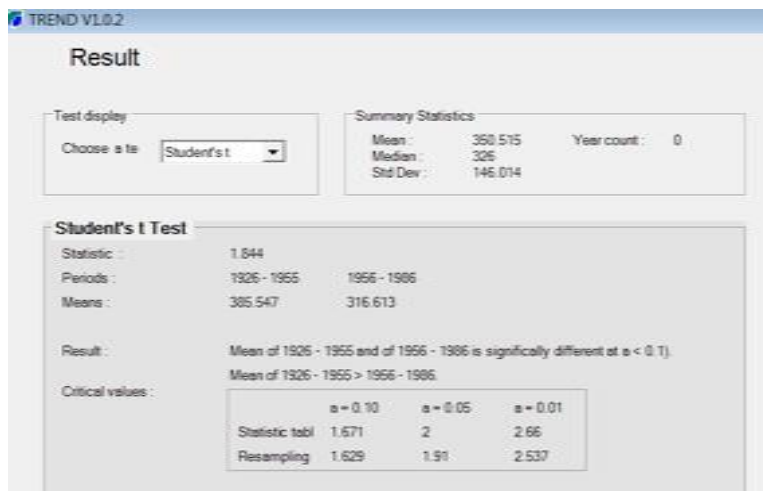 TREND V1.0.2
Result
Test display
Choose a te Student's t
Summary Statistics
Mean : 350.515 Year count : 0
Median : 326
Std Dev : 146.014
Student's t Test
Statistic : 1.844
Periods : 1926 - 1955 1956 - 1986
Means : 385.547 316.613
Result : Mean of 1926 - 1955 and of 1956 - 1986 is significally different at a < 0.1).
Mean of 1926 - 1955 > 1956 - 1986.
Critical values :
a = 0.10 a = 0.05 a = 0.01
Statistic tabl 1.671 2 2.66
Resampling 1.629 1.91 2.537